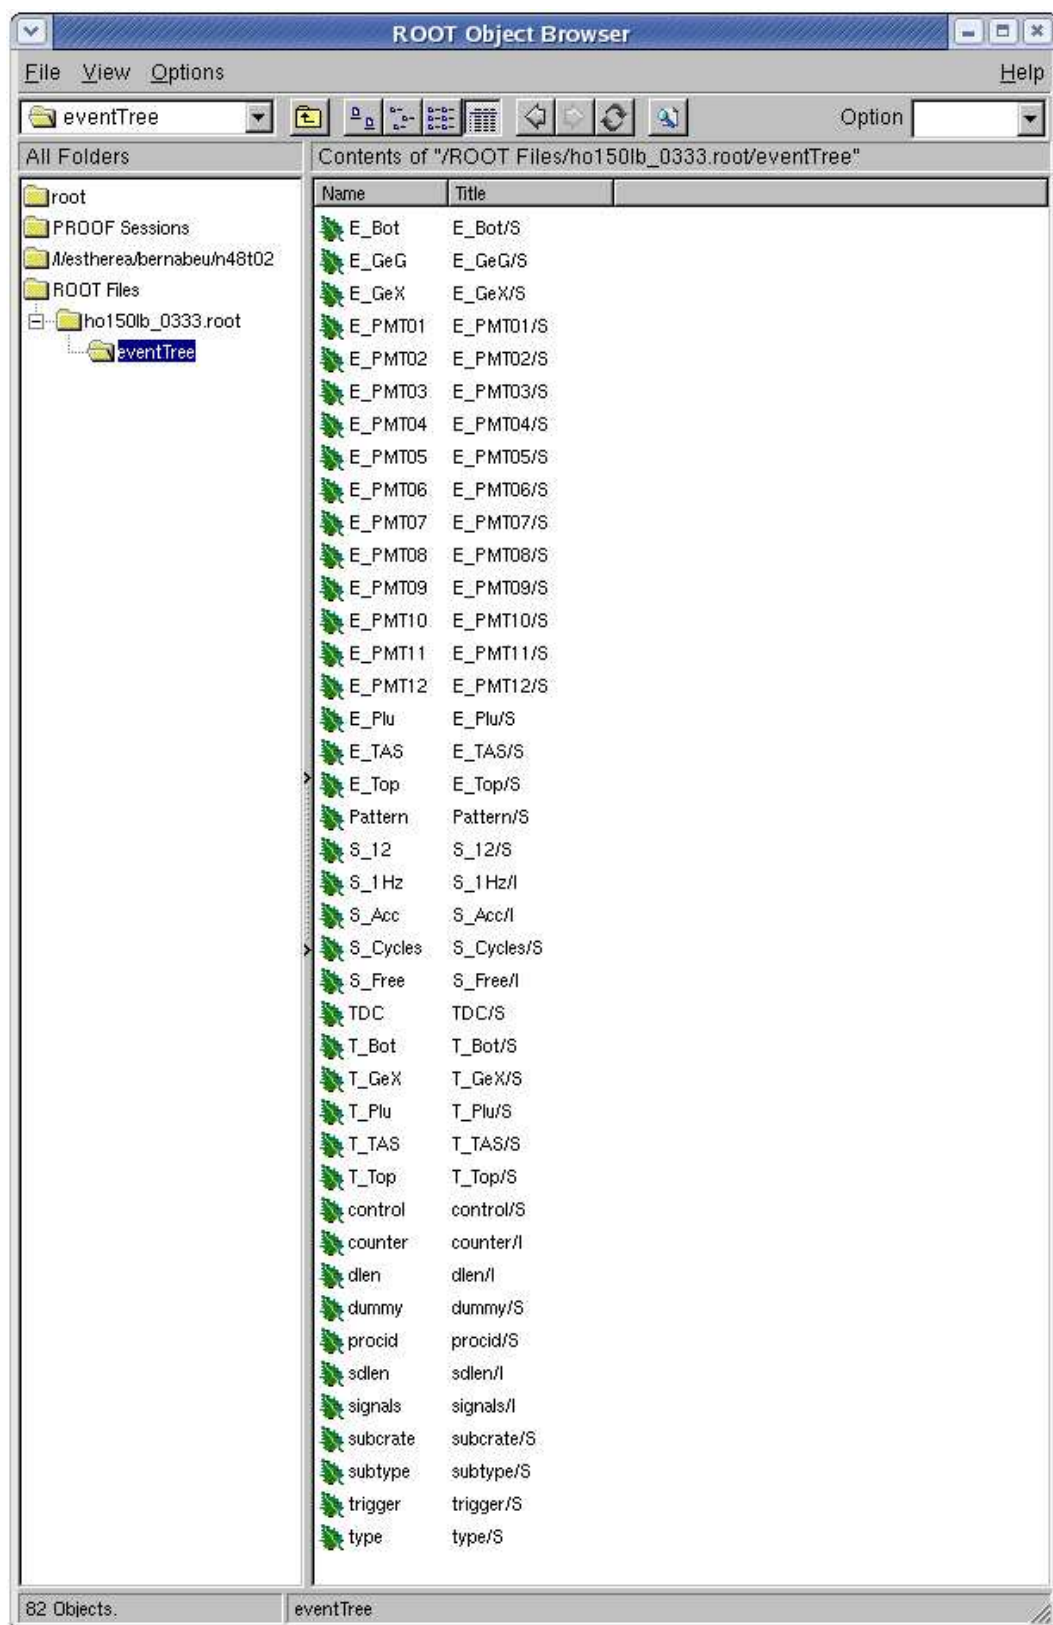 ROOT Object Browser
File View Options Help
eventTree Option
All Folders Contents of "/ROOT Files/ho150lb_0333.root/eventTree"
root
PROOF Sessions
/l/estherea/bernabeu/n48t02
ROOT Files
ho150lb_0333.root
eventTree
Name Title
E_Bot E_Bot/S
E_GeG E_GeG/S
E_GeX E_GeX/S
E_PMT01 E_PMT01/S
E_PMT02 E_PMT02/S
E_PMT03 E_PMT03/S
E_PMT04 E_PMT04/S
E_PMT05 E_PMT05/S
E_PMT06 E_PMT06/S
E_PMT07 E_PMT07/S
E_PMT08 E_PMT08/S
E_PMT09 E_PMT09/S
E_PMT10 E_PMT10/S
E_PMT11 E_PMT11/S
E_PMT12 E_PMT12/S
E_Plu E_Plu/S
E_TAS E_TAS/S
E_Top E_Top/S
Pattern Pattern/S
S_12 S_12/S
S_1Hz S_1Hz/I
S_Acc S_Acc/I
S_Cycles S_Cycles/S
S_Free S_Free/I
TDC TDC/S
T_Bot T_Bot/S
T_GeX T_GeX/S
T_Plu T_Plu/S
T_TAS T_TAS/S
T_Top T_Top/S
control control/S
counter counter/I
dlen dlen/I
dummy dummy/S
procid procid/S
sdlen sdlen/I
signals signals/I
subcrate subcrate/S
subtype subtype/S
trigger trigger/S
type type/S
82 Objects. eventTree